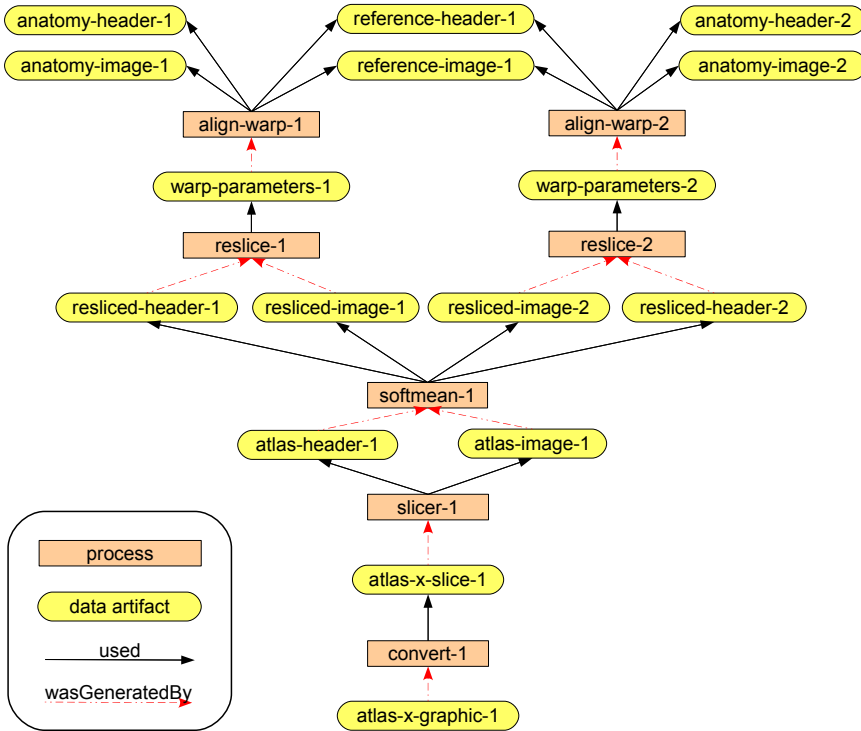 anatomy-header-1
reference-header-1
anatomy-header-2
anatomy-image-1
reference-image-1
anatomy-image-2
align-warp-1
align-warp-2
warp-parameters-1
warp-parameters-2
reslice-1
reslice-2
resliced-header-1
resliced-image-1
resliced-image-2
resliced-header-2
softmean-1
atlas-header-1
atlas-image-1
slicer-1
atlas-x-slice-1
convert-1
atlas-x-graphic-1
process
data artifact
used
wasGeneratedBy